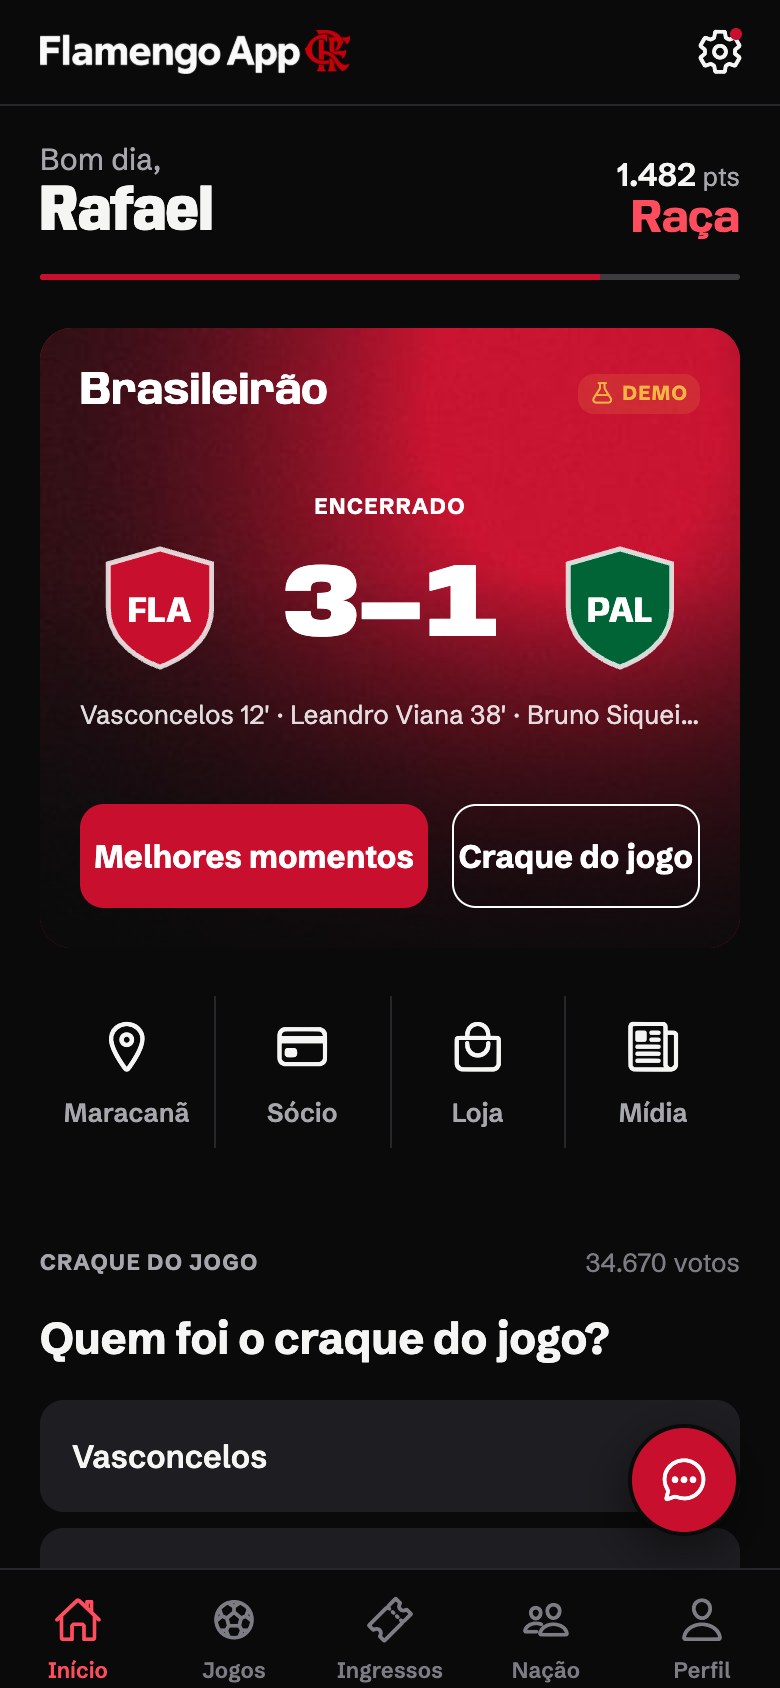 Flamengo App
Bom dia,
Rafael
1.482 pts
Raça
Brasileirão
DEMO
ENCERRADO
FLA
3–1
PAL
Vasconcelos 12' · Leandro Viana 38' · Bruno Siquei...
Melhores momentos
Craque do jogo
Maracanã
Sócio
Loja
Mídia
CRAQUE DO JOGO
34.670 votos
Quem foi o craque do jogo?
Vasconcelos
Início
Jogos
Ingressos
Nação
Perfil